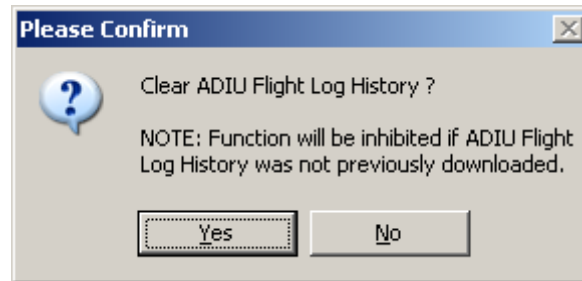 Please Confirm
Clear ADIU Flight Log History ?
NOTE: Function will be inhibited if ADIU Flight
Log History was not previously downloaded.
Yes
No